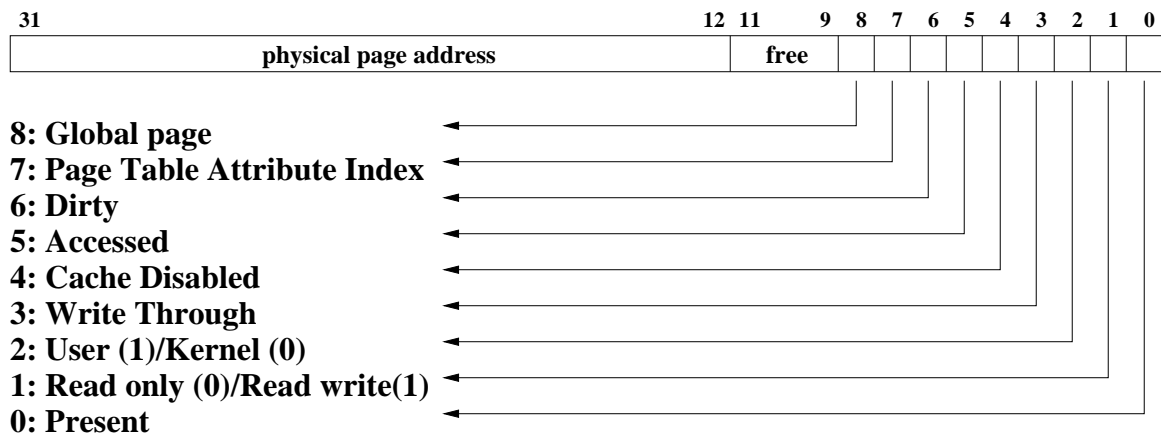 31 12 11 9 8 7 6 5 4 3 2 1 0
physical page address free
8: Global page
7: Page Table Attribute Index
6: Dirty
5: Accessed
4: Cache Disabled
3: Write Through
2: User (1)/Kernel (0)
1: Read only (0)/Read write(1)
0: Present